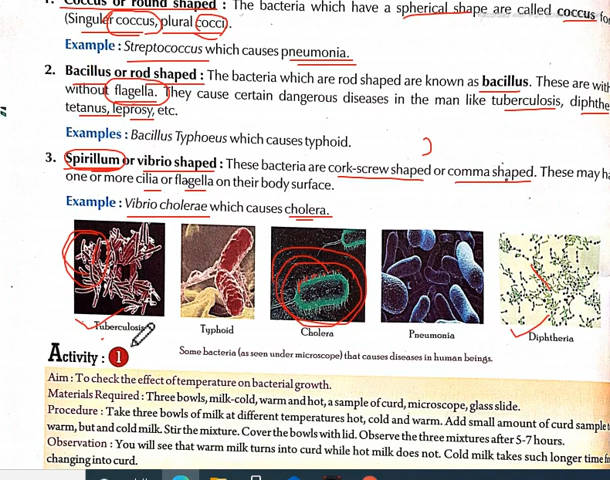 1. Coccus or round shaped : The bacteria which have a spherical shape are called coccus for
(Singuler coccus, plural cocci).
Example : Streptococcus which causes pneumonia.
2. Bacillus or rod shaped : The bacteria which are rod shaped are known as bacillus. These are with
without flagella. They cause certain dangerous diseases in the man like tuberculosis, diphthe
tetanus, leprosy, etc.
Examples : Bacillus Typhoeus which causes typhoid.
3. Spirillum or vibrio shaped : These bacteria are cork-screw shaped or comma shaped. These may ha
one or more cilia or flagella on their body surface.
Example : Vibrio cholerae which causes cholera.
Tuberculosis Typhoid Cholera Pneumonia Diphtheria
Some bacteria (as seen under microscope) that causes diseases in human beings.
Activity : 1
Aim : To check the effect of temperature on bacterial growth.
Materials Required : Three bowls, milk-cold, warm and hot, a sample of curd, microscope, glass slide.
Procedure : Take three bowls of milk at different temperatures hot, cold and warm. Add small amount of curd sample t
warm, but and cold milk. Stir the mixture. Cover the bowls with lid. Observe the three mixtures after 5-7 hours.
Observation : You will see that warm milk turns into curd while hot milk does not. Cold milk takes such longer time f
changing into curd.